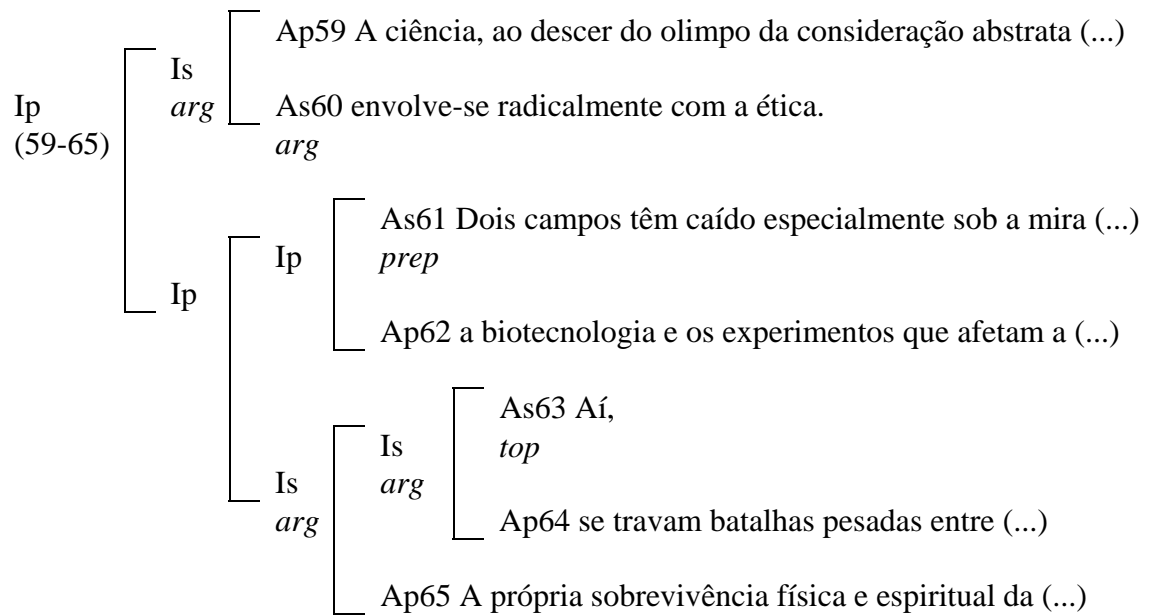 Ap59 A ciência, ao descer do olimpo da consideração abstrata (...)
Is
arg
Ip
(59-65)
As60 envolve-se radicalmente com a ética.
arg
As61 Dois campos têm caído especialmente sob a mira (...)
prep
Ip
Ip
Ap62 a biotecnologia e os experimentos que afetam a (...)
As63 Aí,
top
Is
arg
Is
arg
Ap64 se travam batalhas pesadas entre (...)
Ap65 A própria sobrevivência física e espiritual da (...)